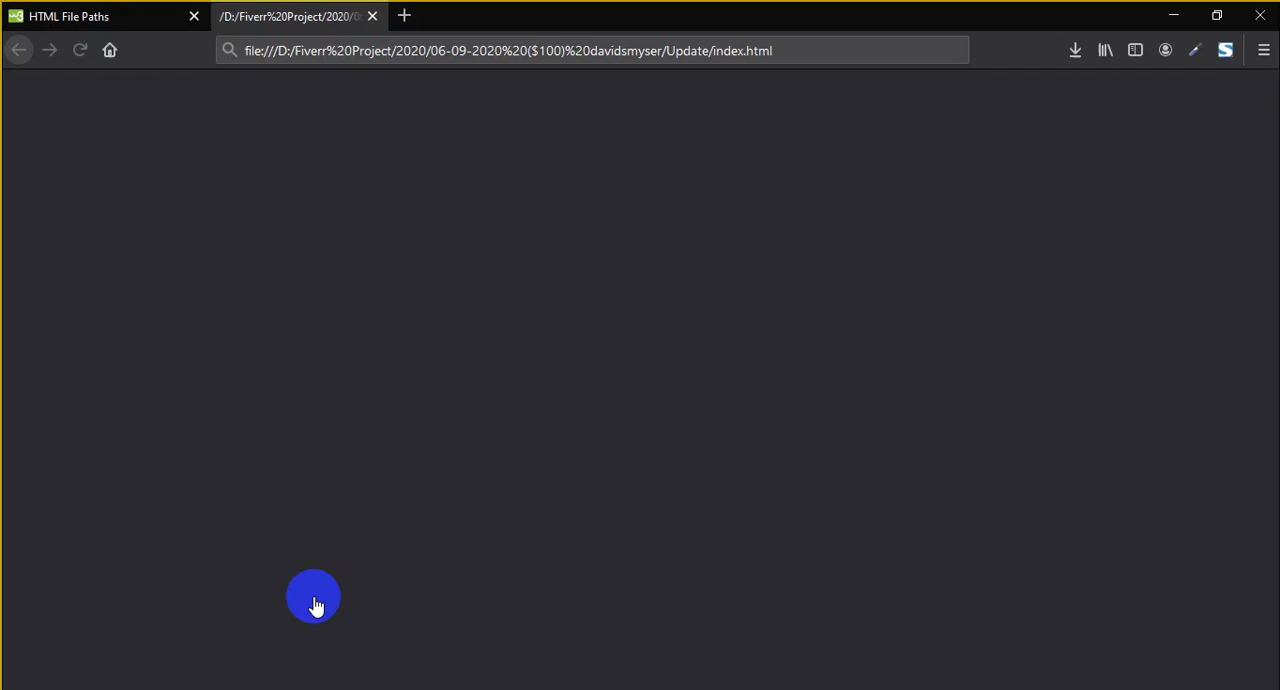 HTML File Paths
/D:/Fiverr%20Project/2020/0
file:///D:/Fiverr%20Project/2020/06-09-2020%20($100)%20davidsmyser/Update/index.html
S